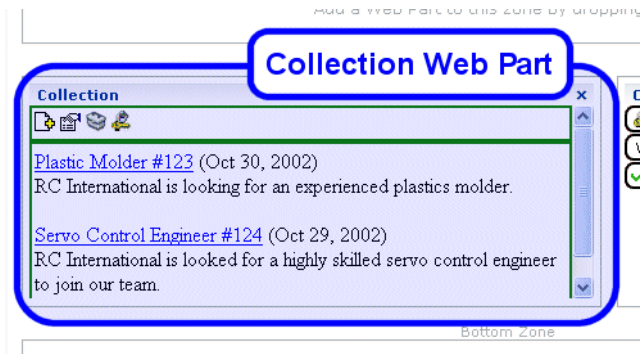 Add a Web Part to this zone by dropping
Collection Web Part
Collection
Plastic Molder #123 (Oct 30, 2002)
RC International is looking for an experienced plastics molder.
Servo Control Engineer #124 (Oct 29, 2002)
RC International is looked for a highly skilled servo control engineer
to join our team.
Bottom Zone